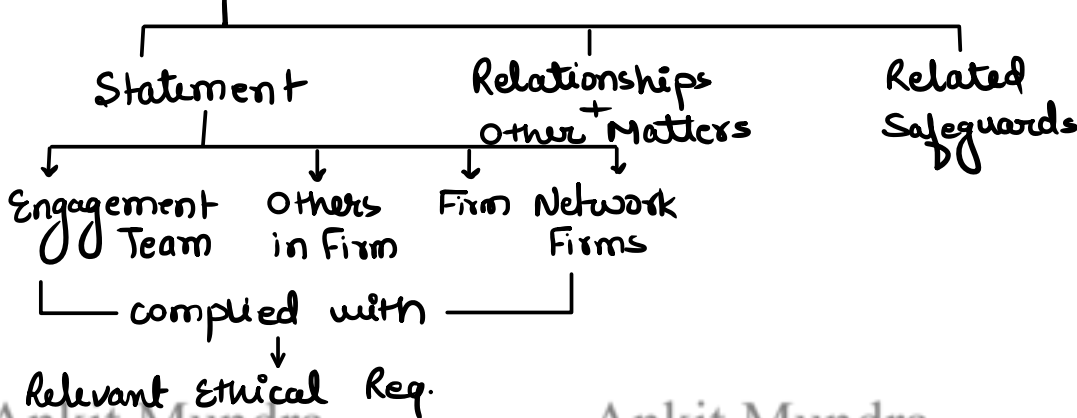 Statement
Relationships
+
Other Matters
Related
Safeguards
Engagement
Team
Others
in Firm
Firm
Network
Firms
complied with
Relevant Ethical Req.
Ankit Mundra
Ankit Mundra